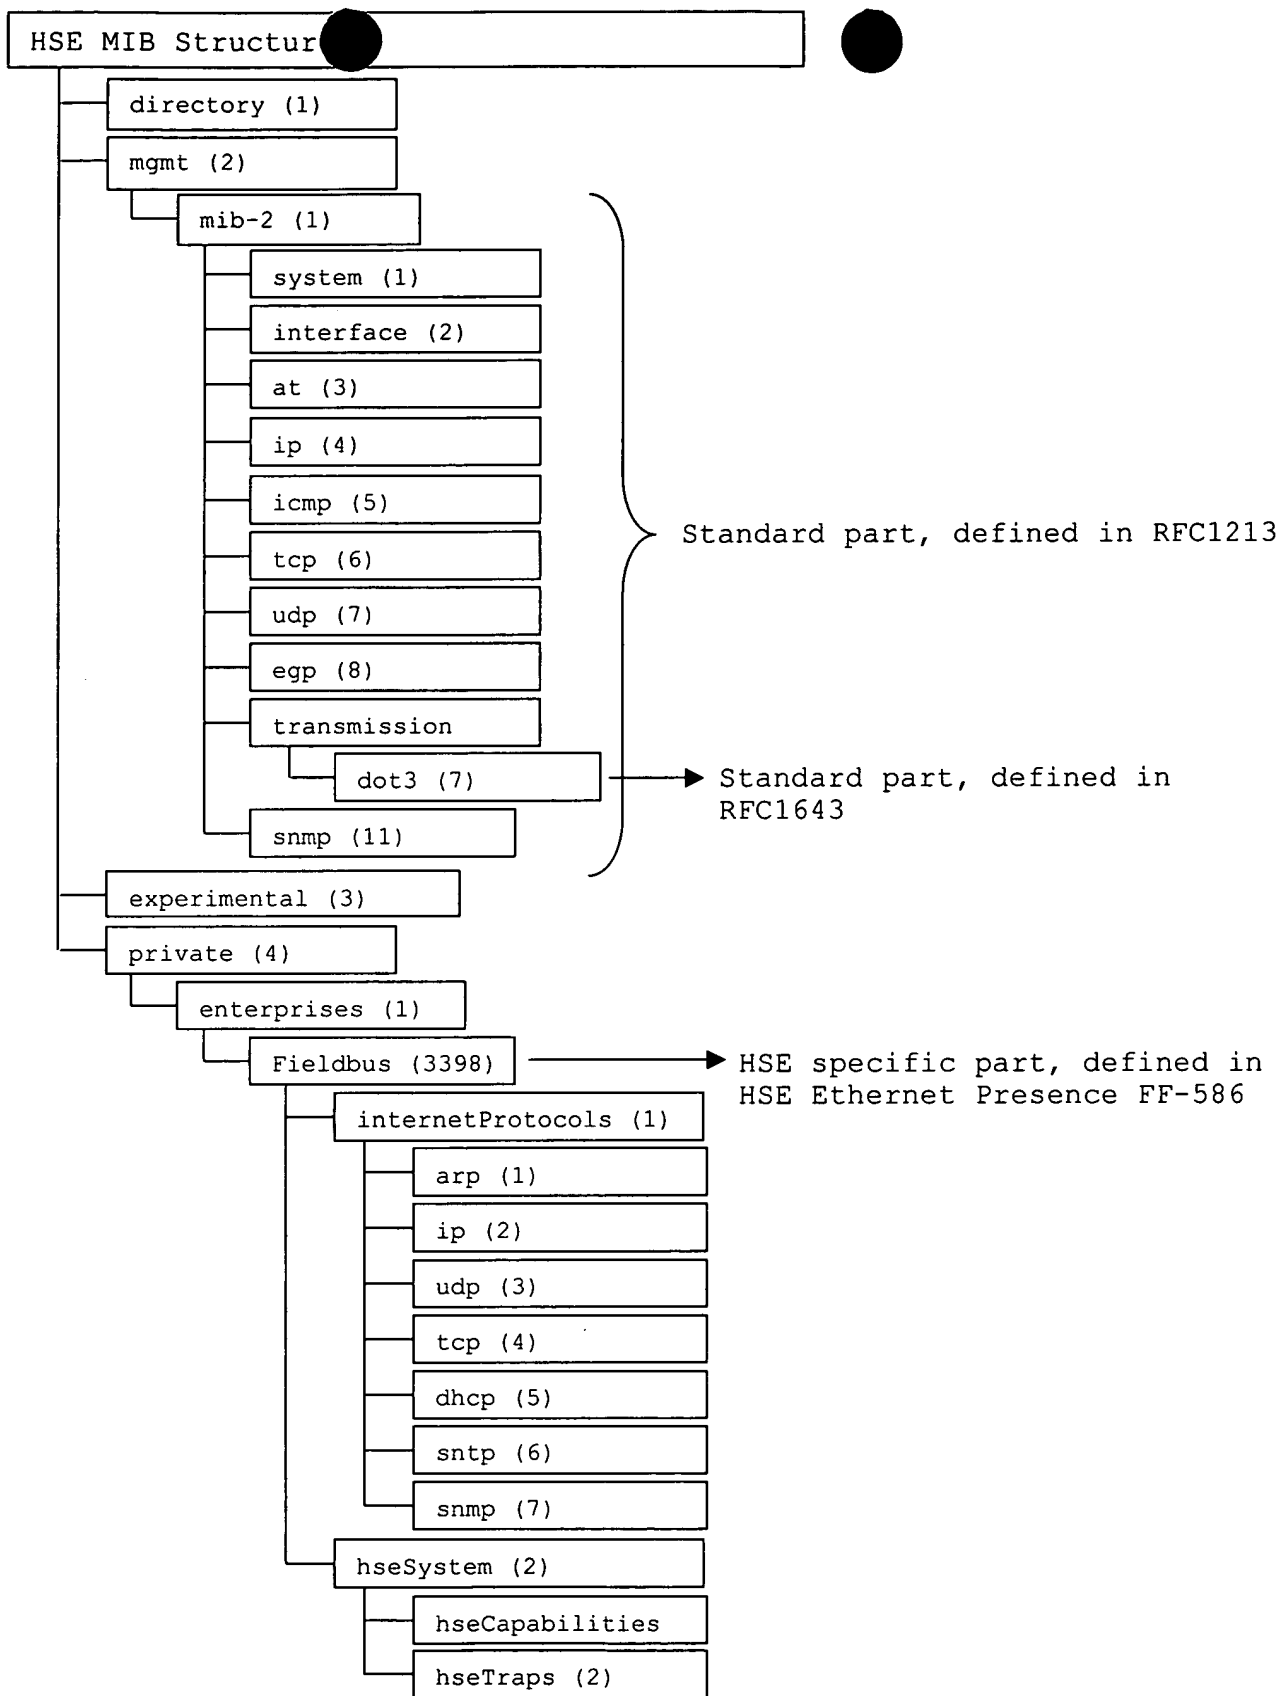 HSE MIB Structur
directory (1)
mgmt (2)
mib-2 (1)
system (1)
interface (2)
at (3)
ip (4)
icmp (5)
tcp (6)
udp (7)
egp (8)
transmission
dot3 (7)
snmp (11)
Standard part, defined in RFC1213
Standard part, defined in
RFC1643
experimental (3)
private (4)
enterprises (1)
Fieldbus (3398)
HSE specific part, defined in
HSE Ethernet Presence FF-586
internetProtocols (1)
arp (1)
ip (2)
udp (3)
tcp (4)
dhcp (5)
sntp (6)
snmp (7)
hseSystem (2)
hseCapabilities
hseTraps (2)